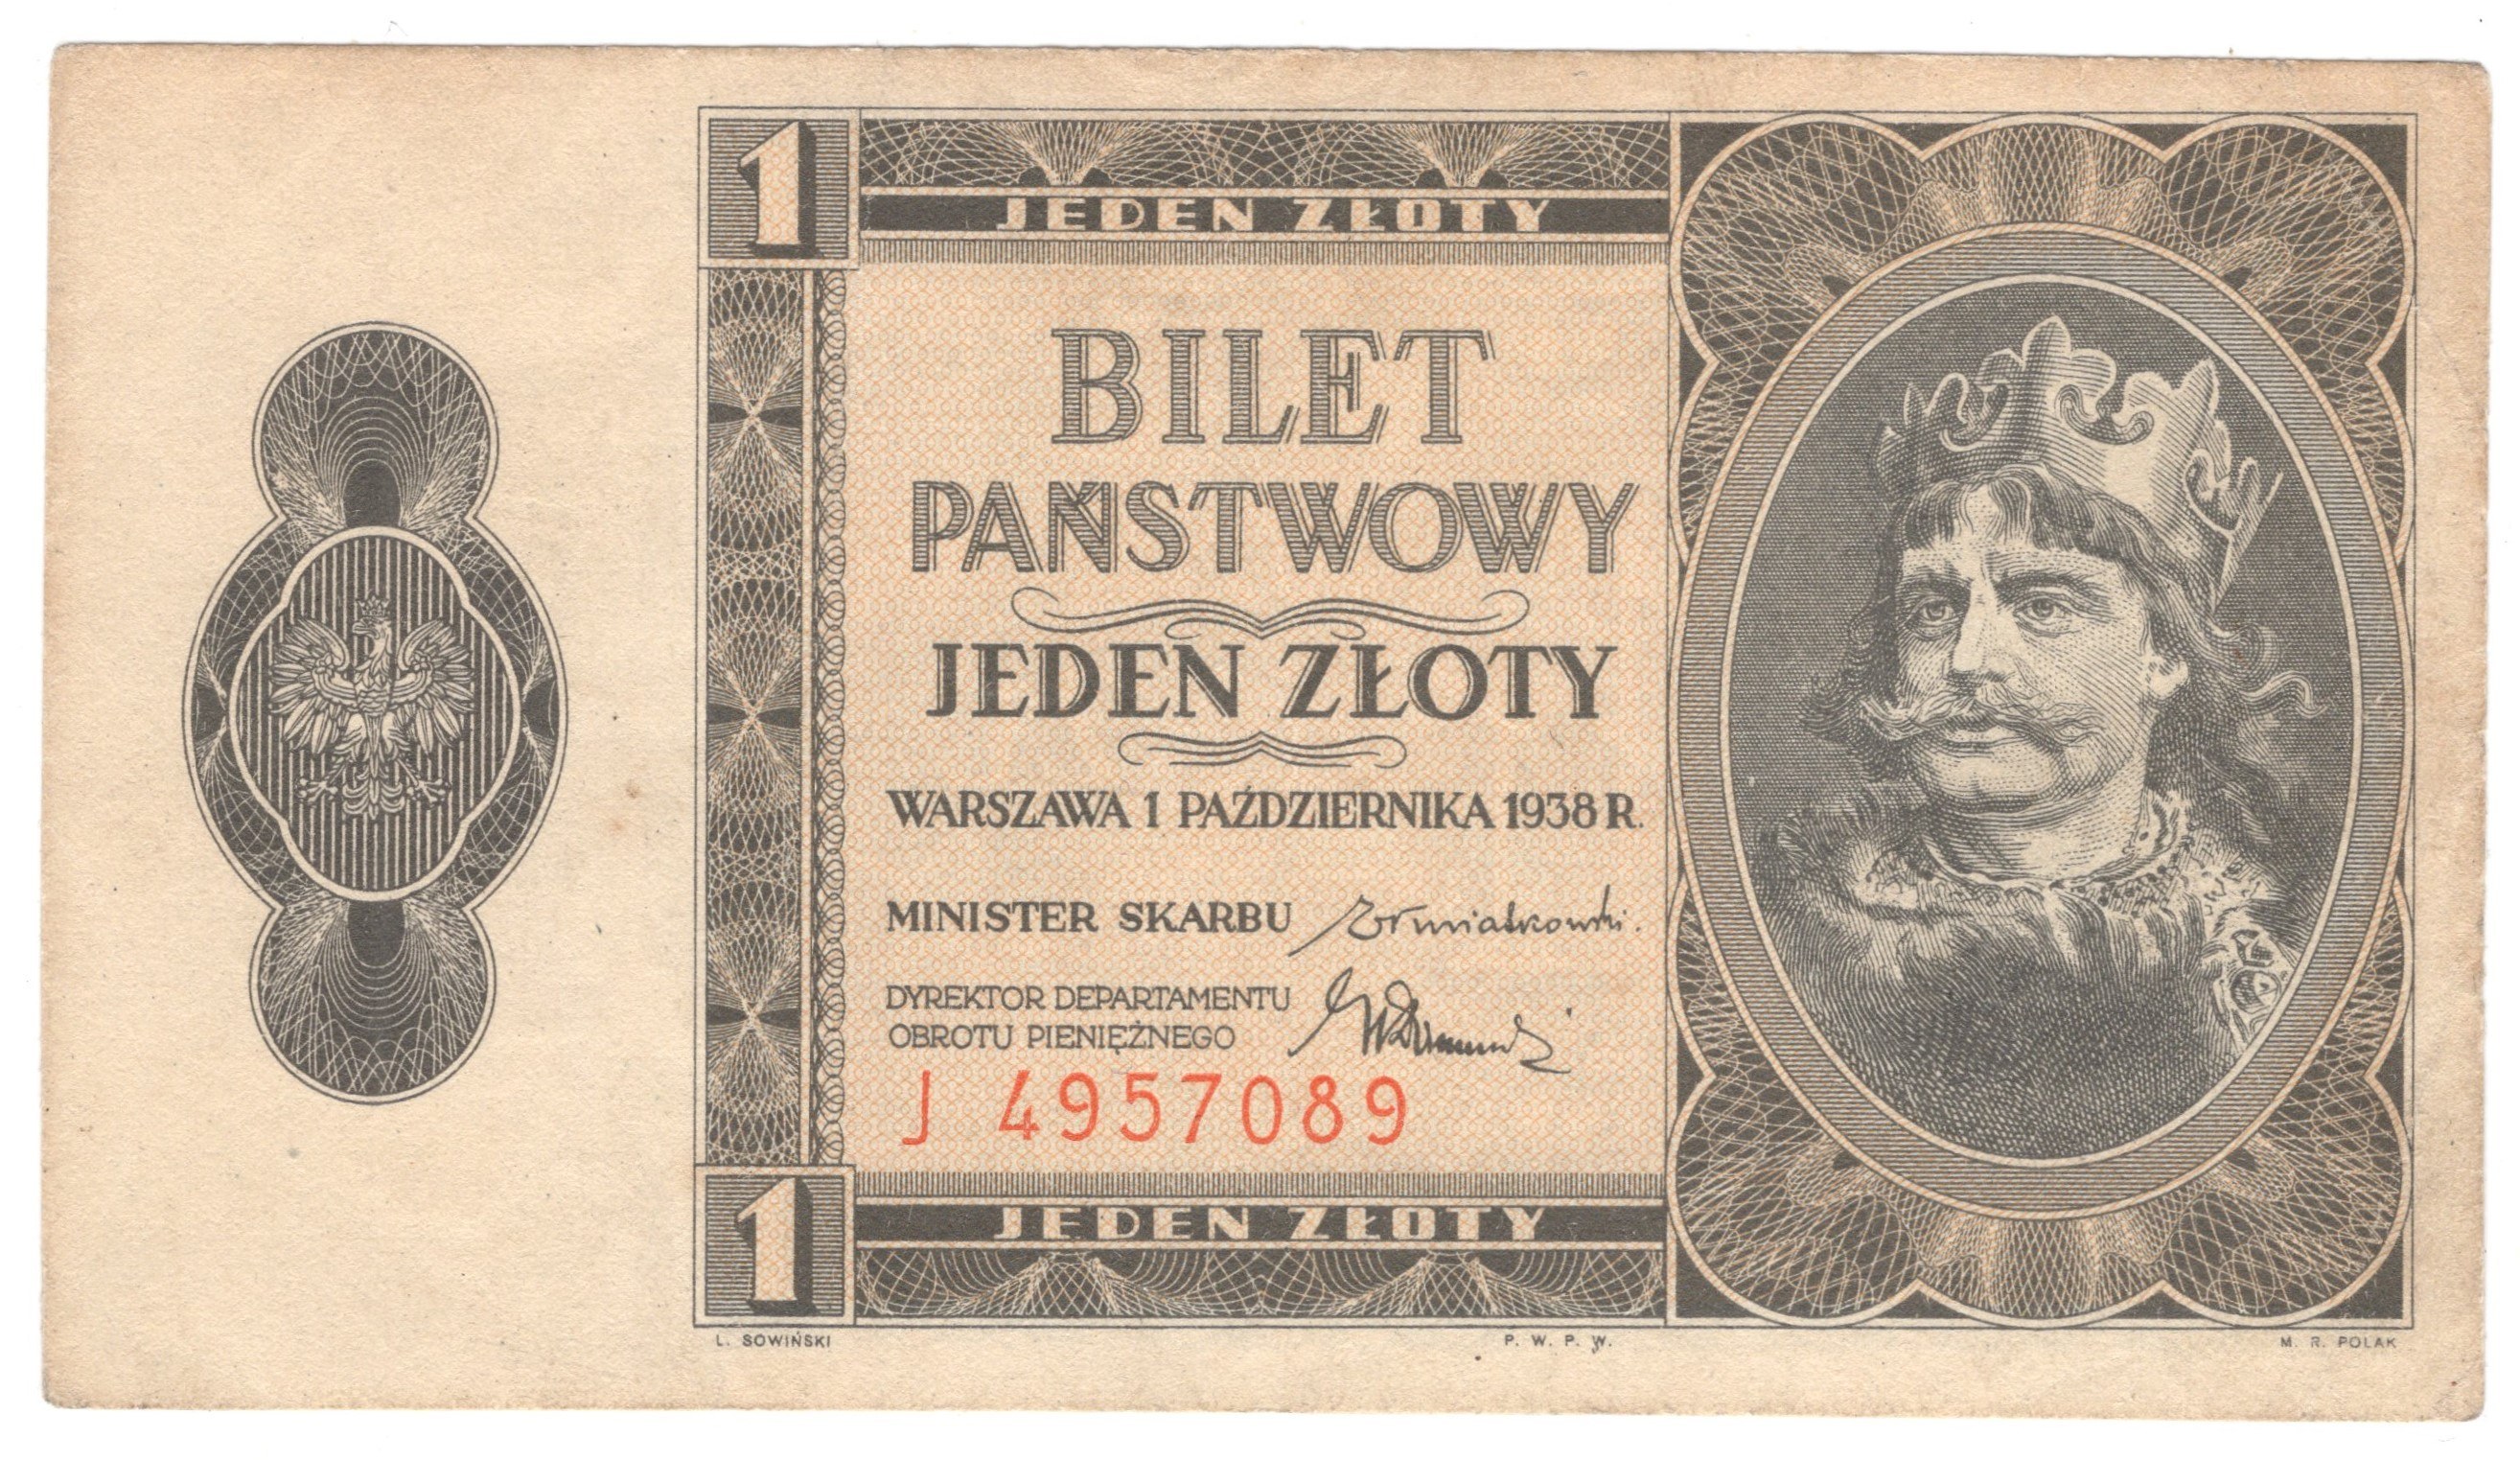 1 JEDEN ZŁOTY
BILET
PAŃSTWOWY
JEDEN ZŁOTY
WARSZAWA 1 PAŹDZIERNIKA 1938 R.
MINISTER SKARBU
DYREKTOR DEPARTAMENTU
OBROTU PIENIĘŻNEGO
J 4957089
1 JEDEN ZŁOTY
L. SOWIŃSKI P. W. P. W. M. R. POLAK